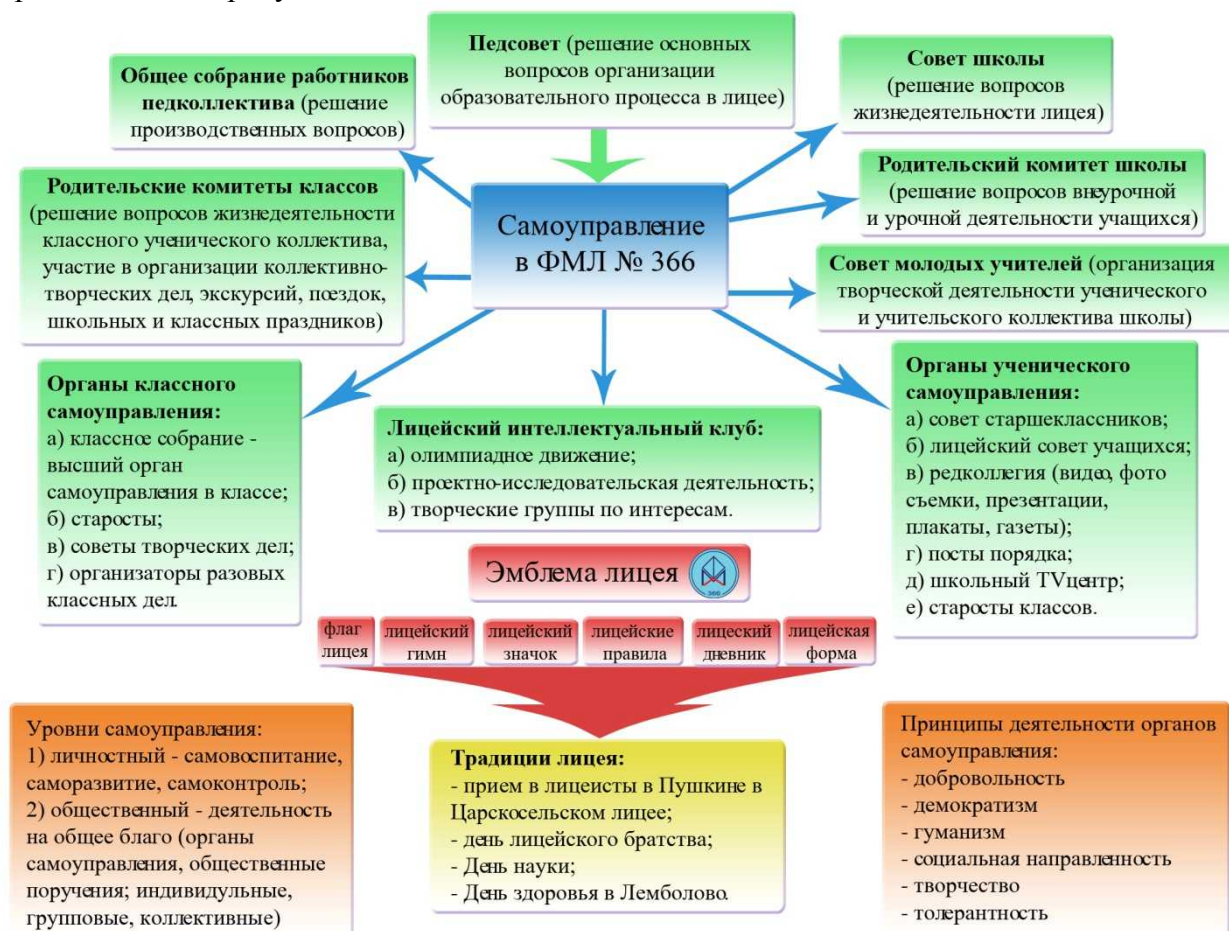 Педсовет (решение основных
вопросов организации
образовательного процесса в лицее)
Общее собрание работников
педколлектива (решение
производственных вопросов)
Совет школы
(решение вопросов
жизнедеятельности лицея)
Родительские комитеты классов
(решение вопросов жизнедеятельности
классного ученического коллектива,
участие в организации коллективно-
творческих дел, экскурсий, поездок,
школьных и классных праздников)
Самоуправление
в ФМЛ № 366
Родительский комитет школы
(решение вопросов внеурочной
и урочной деятельности учащихся)
Совет молодых учителей (организация
творческой деятельности ученического
и учительского коллектива школы)
Органы классного
самоуправления:
а) классное собрание -
высший орган
самоуправления в классе;
б) старосты;
в) советы творческих дел;
г) организаторы разовых
классных дел.
Лицейский интеллектуальный клуб:
а) олимпиадное движение;
б) проектно-исследовательская деятельность;
в) творческие группы по интересам.
Органы ученического
самоуправления:
а) совет старшеклассников;
б) лицейский совет учащихся;
в) редколлегия (видео, фото
съемки, презентации,
плакаты, газеты);
г) посты порядка;
д) школьный TVцентр;
е) старосты классов.
Эмблема лицея
366
флаг
лицея
лицейский
гимн
лицейский
значок
лицейские
правила
лицеский
дневник
лицейская
форма
Уровни самоуправления:
1) личностный - самовоспитание,
саморазвитие, самоконтроль;
2) общественный - деятельность
на общее благо (органы
самоуправления, общественные
поручения; индивидульные,
групповые, коллективные)
Традиции лицея:
- прием в лицеисты в Пушкине в
Царскосельском лицее;
- день лицейского братства;
- День науки;
- День здоровья в Лемболово.
Принципы деятельности органов
самоуправления:
- добровольность
- демократизм
- гуманизм
- социальная направленность
- творчество
- толерантность